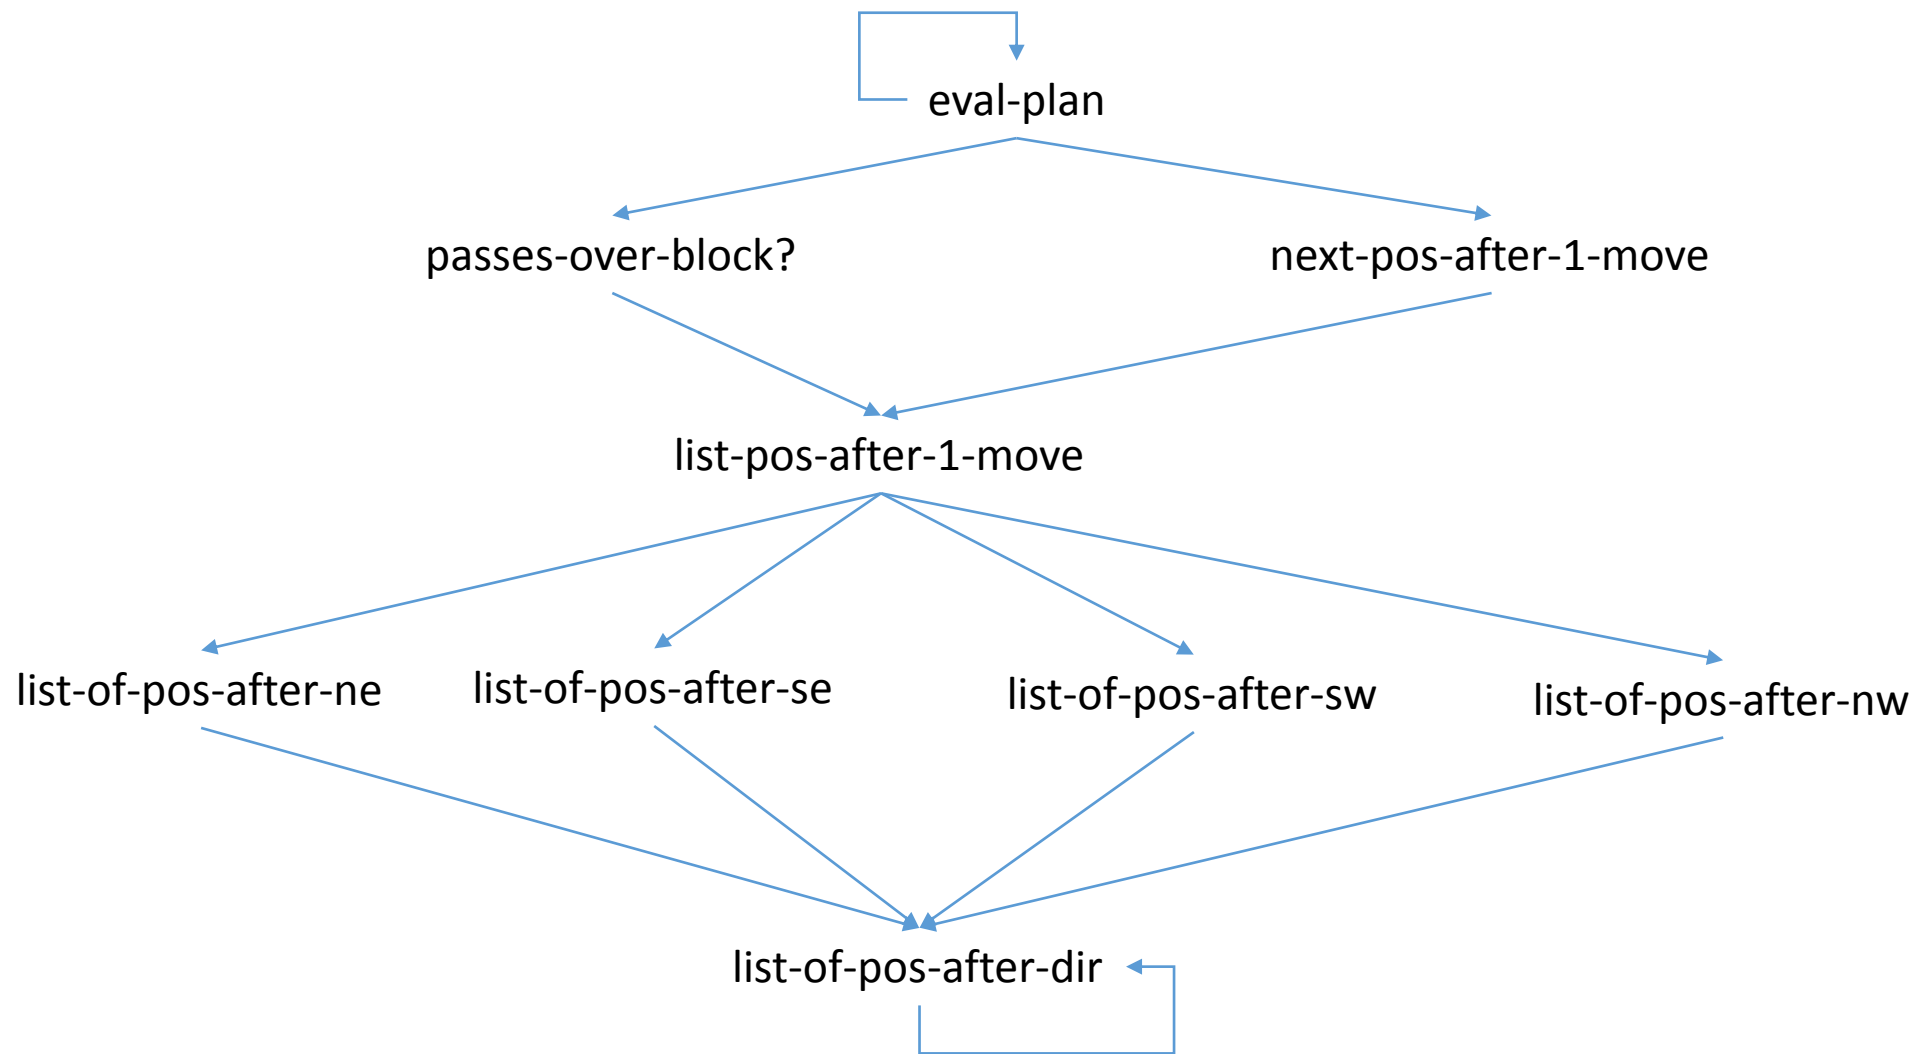 eval-plan
passes-over-block?
next-pos-after-1-move
list-pos-after-1-move
list-of-pos-after-ne
list-of-pos-after-se
list-of-pos-after-sw
list-of-pos-after-nw
list-of-pos-after-dir